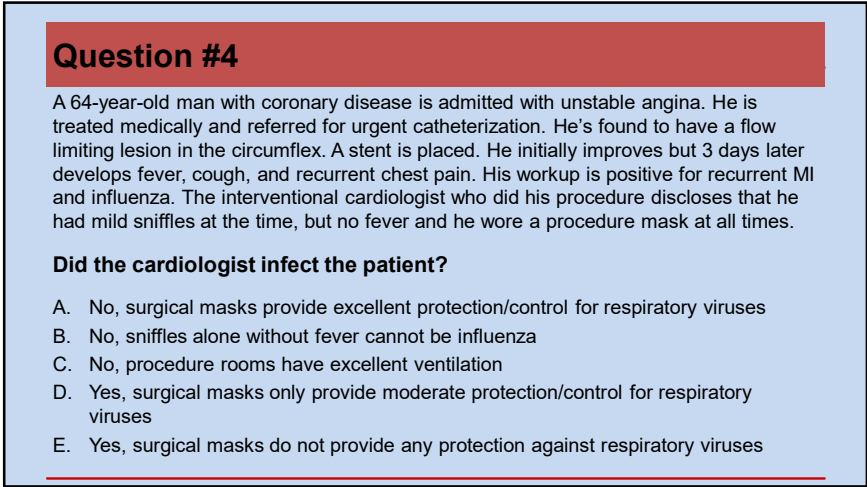 Question #4
A 64-year-old man with coronary disease is admitted with unstable angina. He is
treated medically and referred for urgent catheterization. He’s found to have a flow
limiting lesion in the circumflex. A stent is placed. He initially improves but 3 days later
develops fever, cough, and recurrent chest pain. His workup is positive for recurrent MI
and influenza. The interventional cardiologist who did his procedure discloses that he
had mild sniffles at the time, but no fever and he wore a procedure mask at all times.
Did the cardiologist infect the patient?
A. No, surgical masks provide excellent protection/control for respiratory viruses
B. No, sniffles alone without fever cannot be influenza
C. No, procedure rooms have excellent ventilation
D. Yes, surgical masks only provide moderate protection/control for respiratory
viruses
E. Yes, surgical masks do not provide any protection against respiratory viruses